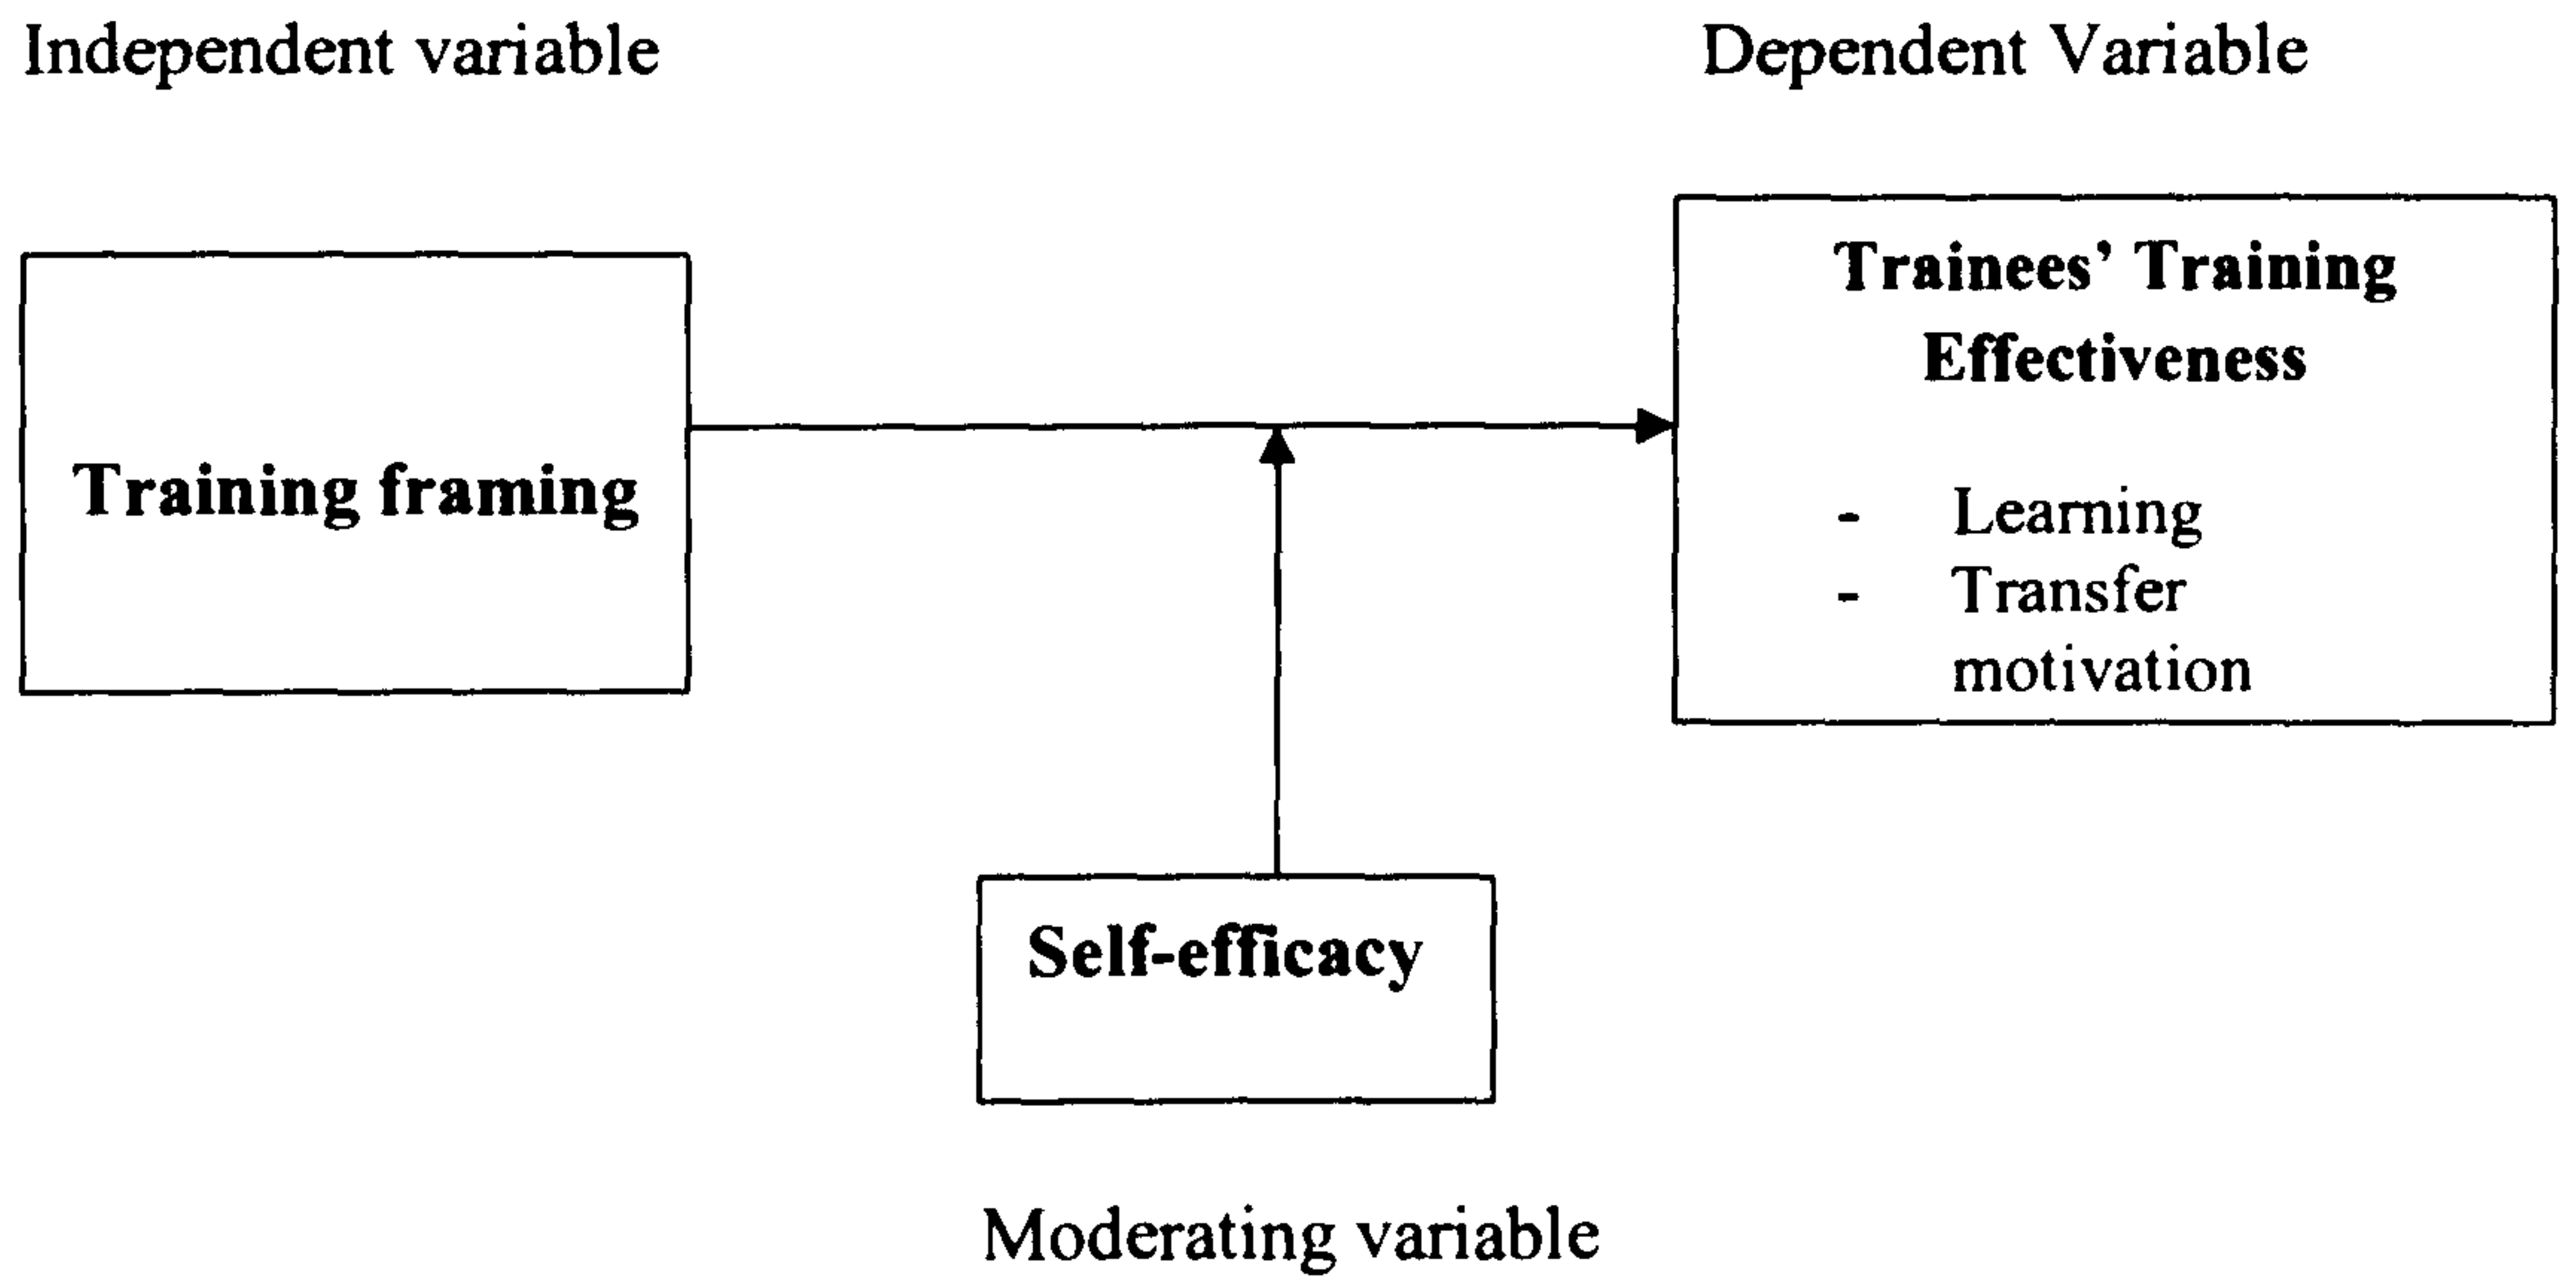 Independent variable
Dependent Variable
Training framing
Trainees' Training
Effectiveness
- Learning
- Transfer
motivation
Self-efficacy
Moderating variable